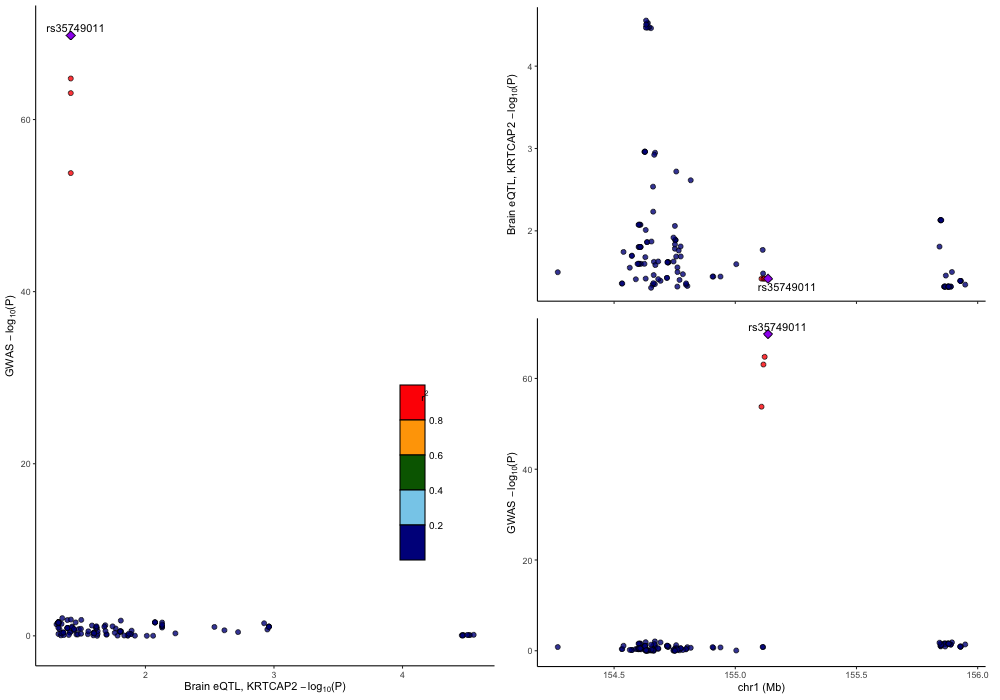 rs35749011
60
40
20
0
GWAS −log10(P)
2
3
4
Brain eQTL, KRTCAP2 −log10(P)
r2
0.8
0.6
0.4
0.2
4
3
2
Brain eQTL, KRTCAP2 −log10(P)
rs35749011
rs35749011
60
40
20
0
GWAS −log10(P)
154.5
155.0
155.5
156.0
chr1 (Mb)